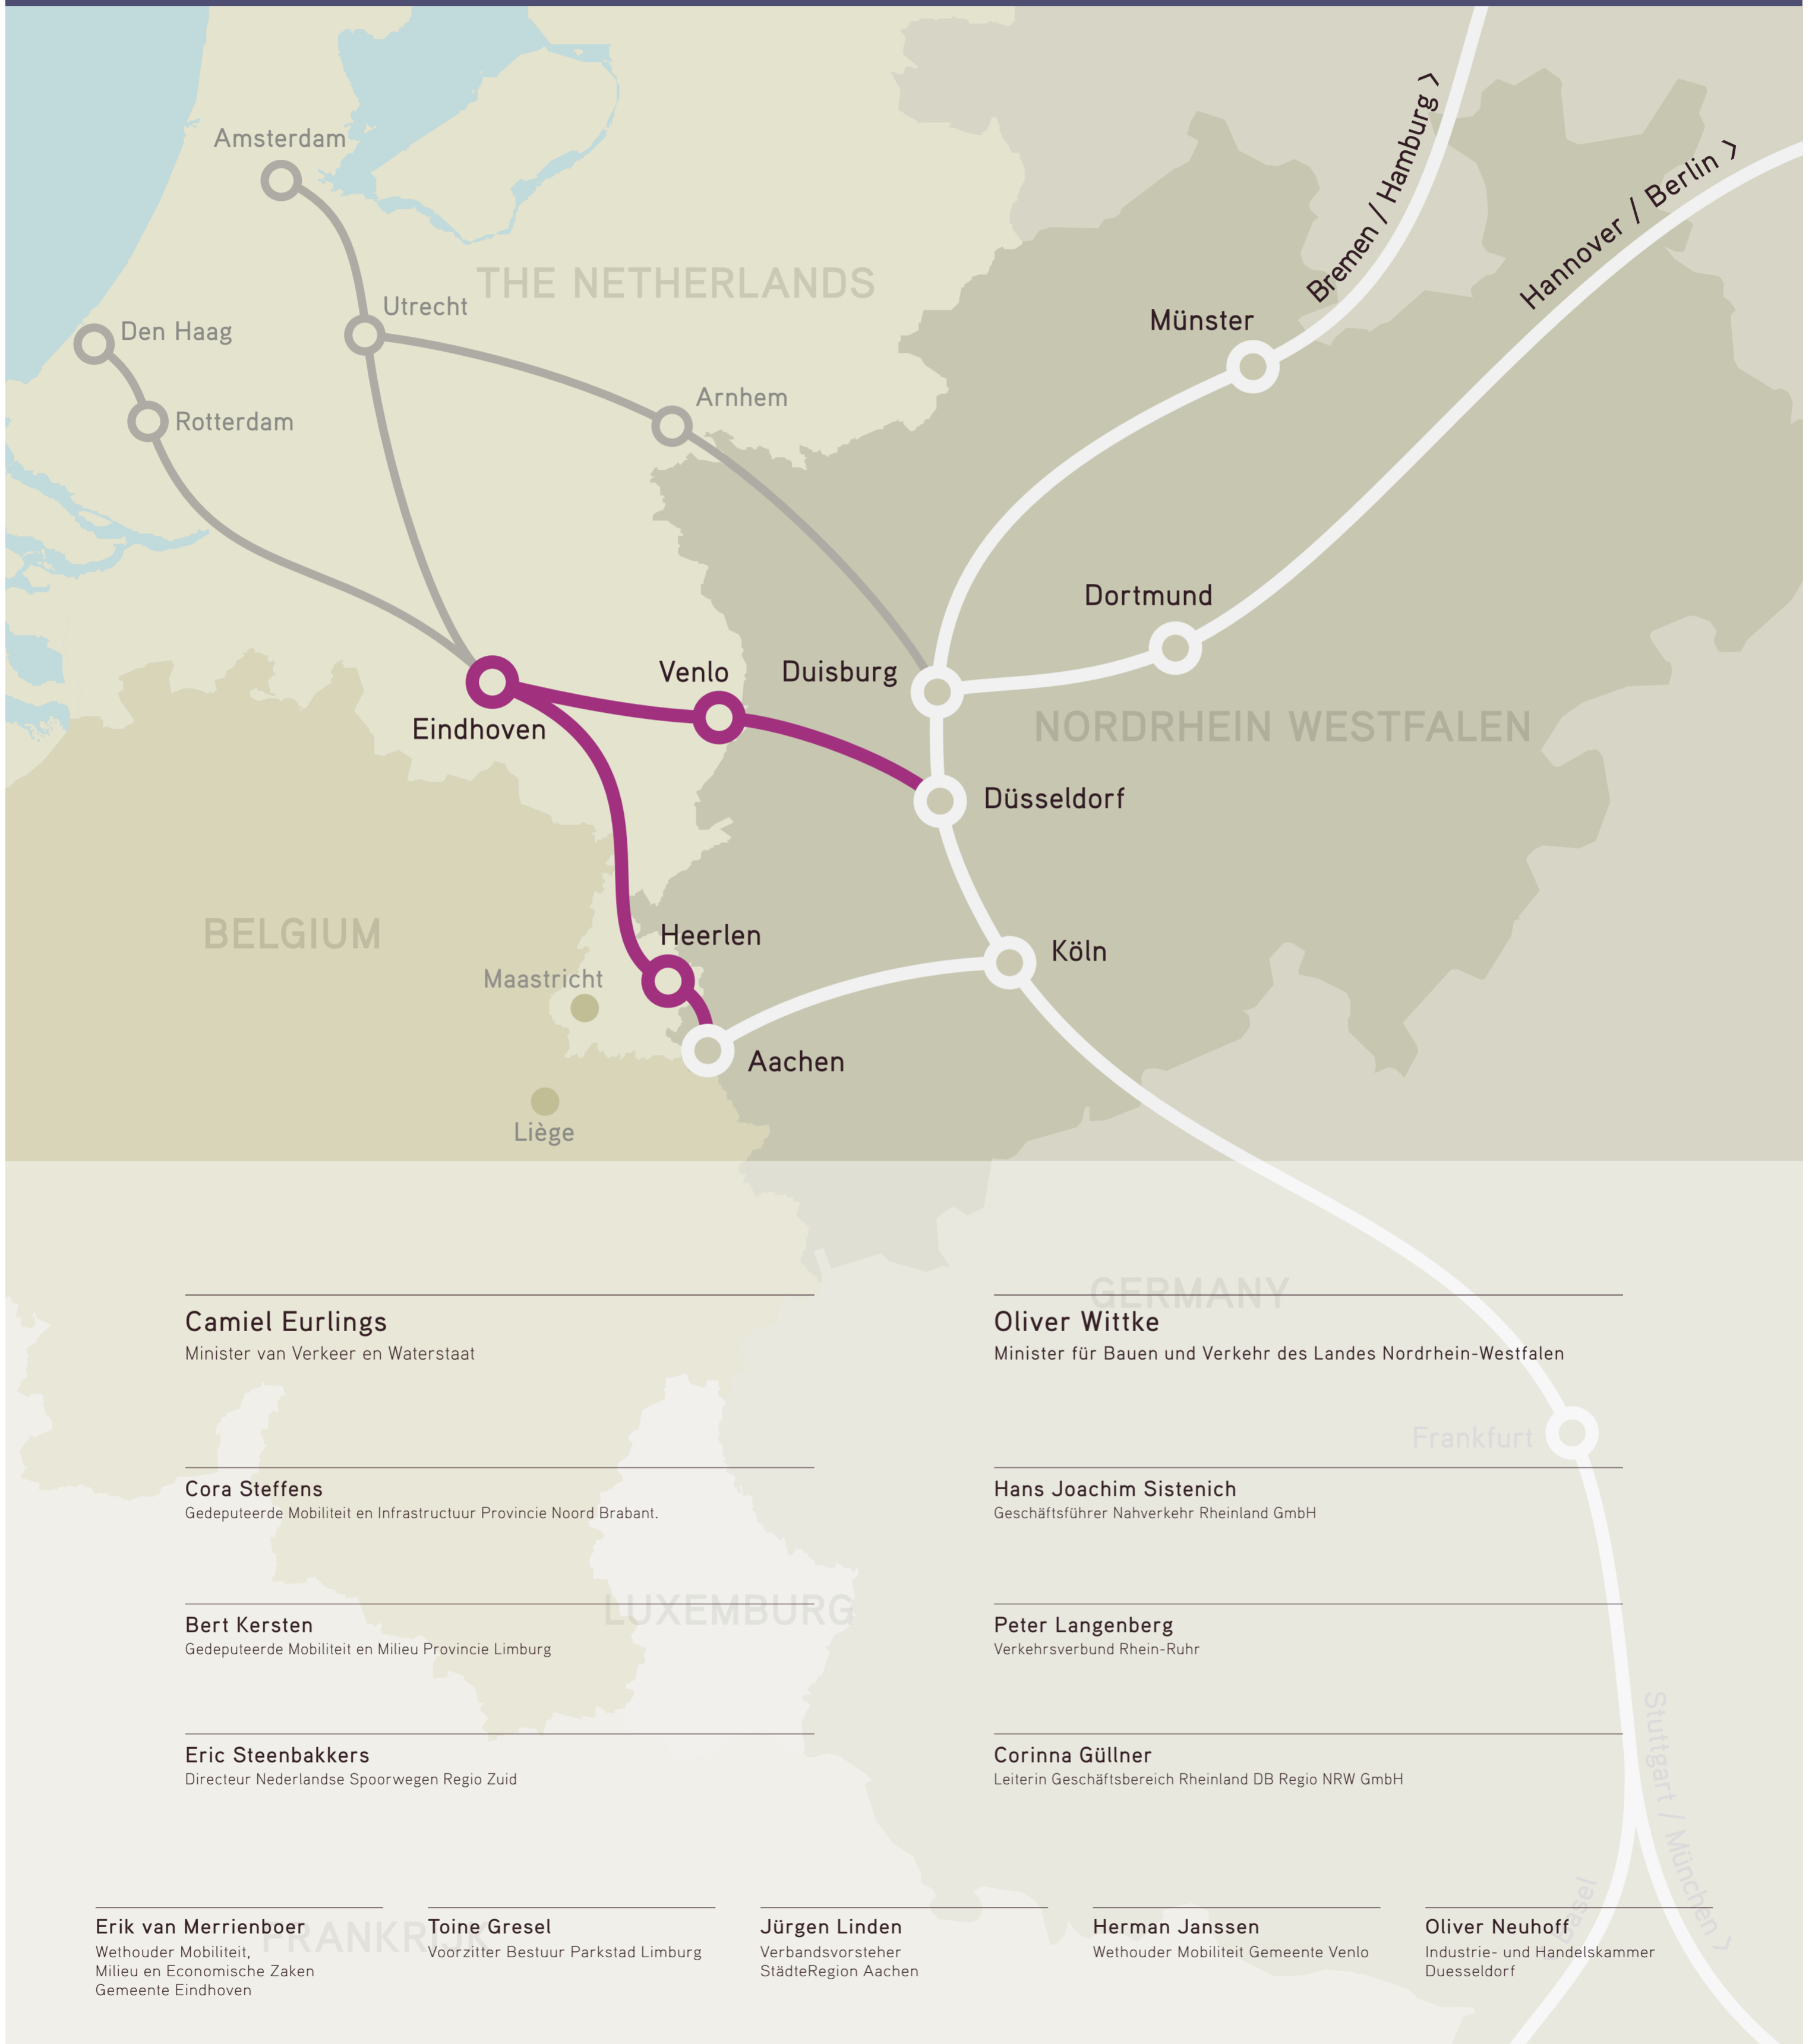 Bremen / Hamburg >
Hannover / Berlin >
Amsterdam
THE NETHERLANDS
Utrecht
Den Haag
Münster
Arnhem
Rotterdam
Dortmund
Venlo
Duisburg
Eindhoven
NORDRHEIN WESTFALEN
Düsseldorf
BELGIUM
Heerlen
Köln
Maastricht
Aachen
Liège
GERMANY
Camiel Eurlings
Minister van Verkeer en Waterstaat
Oliver Wittke
Minister für Bauen und Verkehr des Landes Nordrhein-Westfalen
Frankfurt
Cora Steffens
Gedeputeerde Mobiliteit en Infrastructuur Provincie Noord Brabant.
Hans Joachim Sistenich
Geschäftsführer Nahverkehr Rheinland GmbH
LUXEMBURG
Bert Kersten
Gedeputeerde Mobiliteit en Milieu Provincie Limburg
Peter Langenberg
Verkehrsverbund Rhein-Ruhr
Stuttgart / München >
Eric Steenbakkers
Directeur Nederlandse Spoorwegen Regio Zuid
Corinna Güllner
Leiterin Geschäftsbereich Rheinland DB Regio NRW GmbH
Basel
FRANKRIJK
Erik van Merrienboer
Wethouder Mobiliteit,
Milieu en Economische Zaken
Gemeente Eindhoven
Toine Gresel
Voorzitter Bestuur Parkstad Limburg
Jürgen Linden
Verbandsvorsteher
StädteRegion Aachen
Herman Janssen
Wethouder Mobiliteit Gemeente Venlo
Oliver Neuhoff
Industrie- und Handelskammer
Duesseldorf